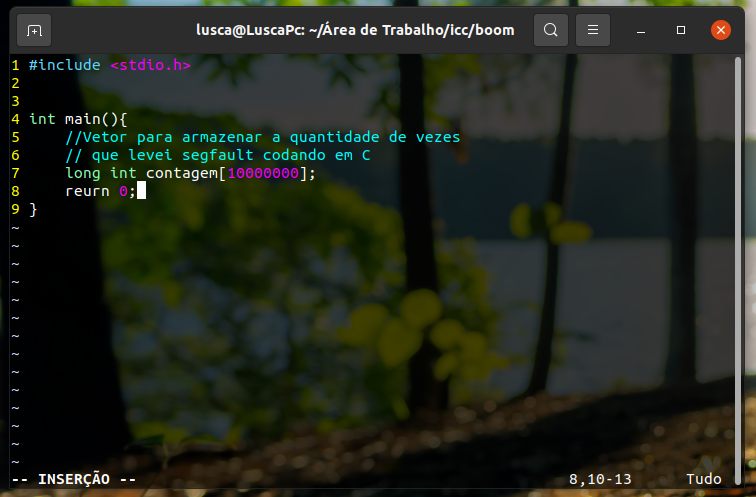 lusca@LuscaPc: ~/Área de Trabalho/icc/boom
1 #include <stdio.h>
2
3
4 int main(){
5     //Vetor para armazenar a quantidade de vezes
6     // que levei segfault codando em C
7     long int contagem[10000000];
8     reurn 0;
9 }
~
~
~
~
~
~
~
~
~
~
~
~
~
~
-- INSERÇÃO --                8,10-13      Tudo